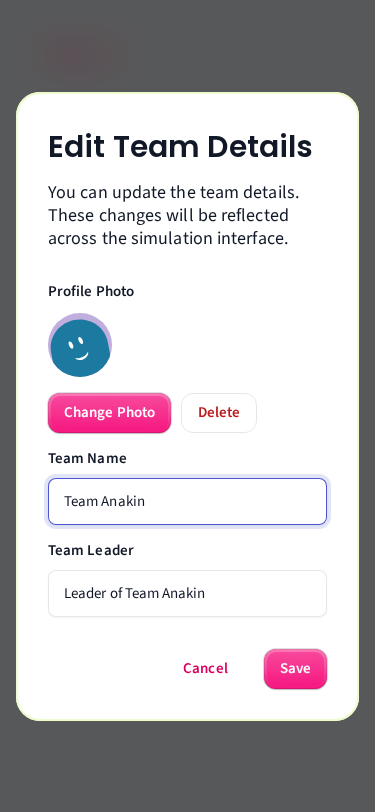 Edit Team Details
You can update the team details.
These changes will be reflected
across the simulation interface.
Profile Photo
Change Photo
Delete
Team Name
Team Anakin
Team Leader
Leader of Team Anakin
Cancel
Save